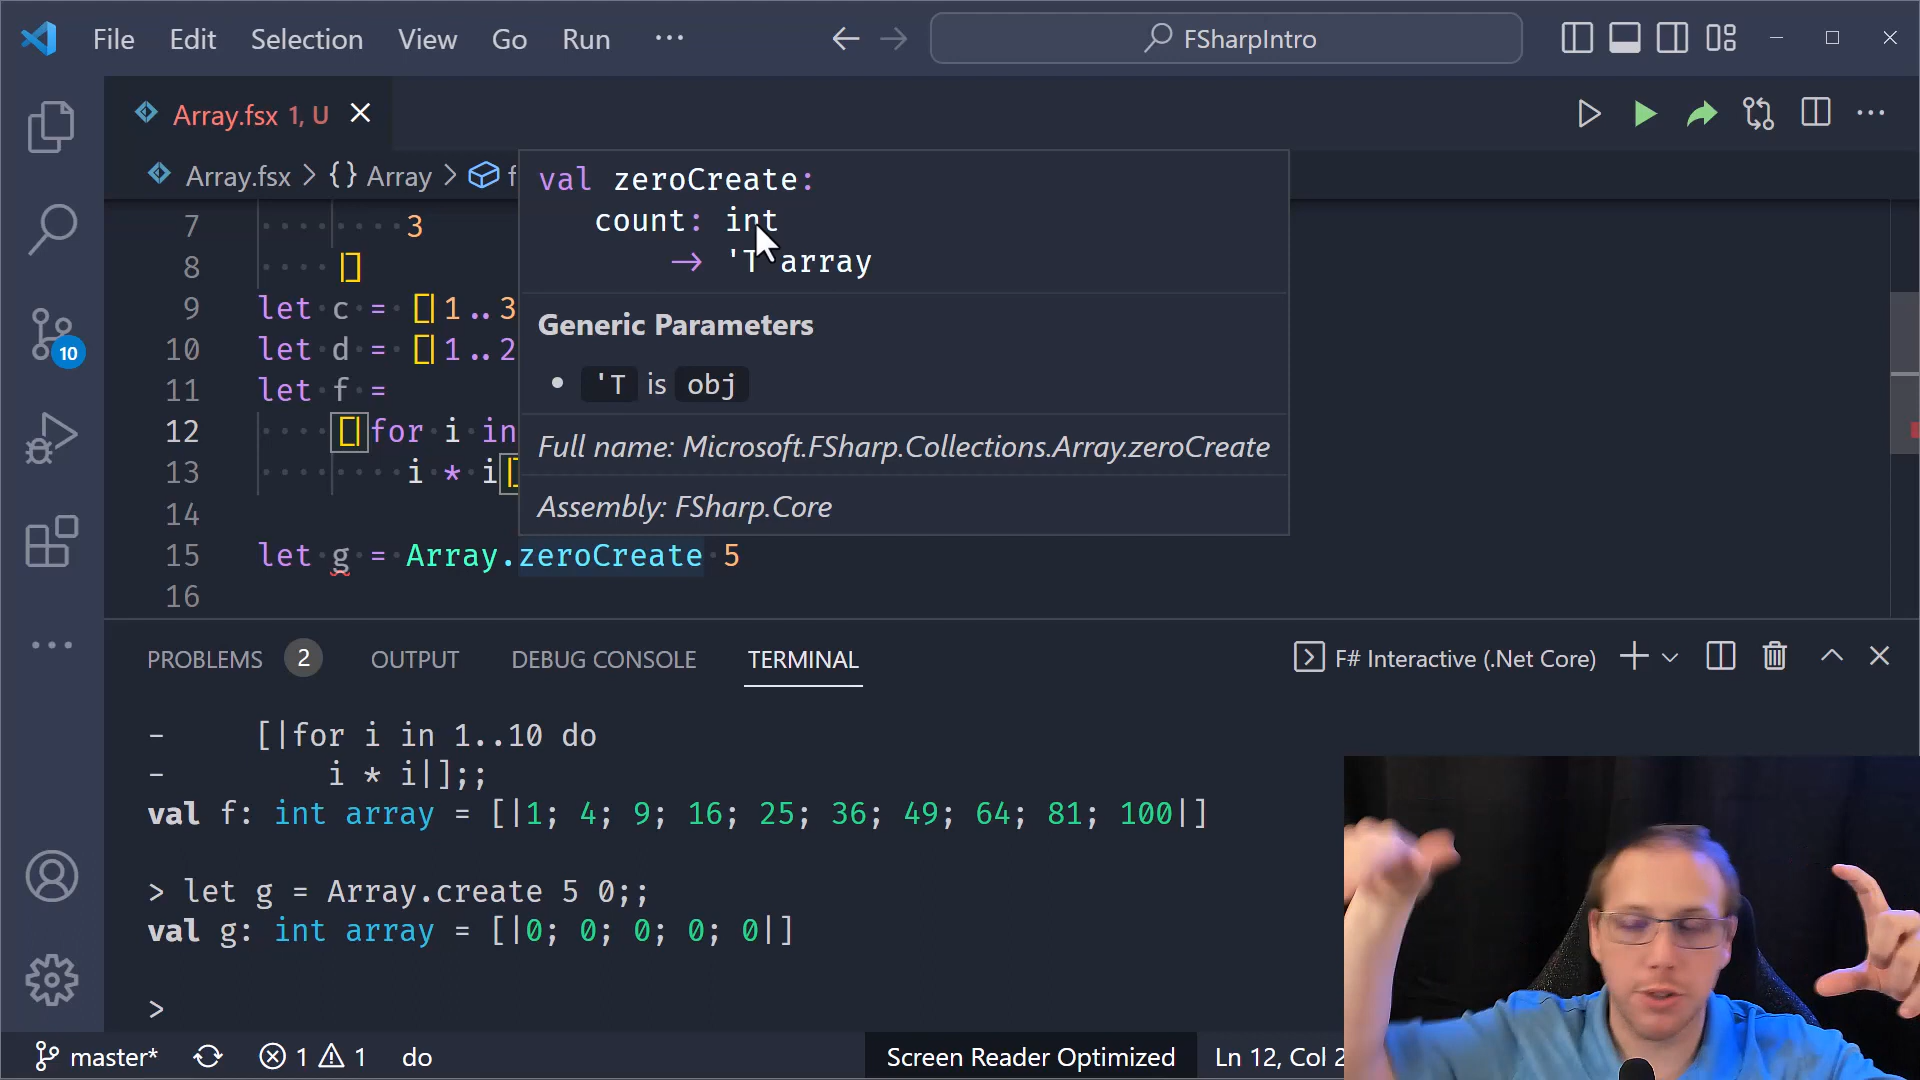 File Edit Selection View Go Run ··· FSharpIntro
Array.fsx 1, U
Array.fsx > {} Array > f
val zeroCreate:
count: int
→ 'T array
Generic Parameters
• 'T is obj
Full name: Microsoft.FSharp.Collections.Array.zeroCreate
Assembly: FSharp.Core
7 3
8 |]
9 let c = [|1..3
10 let d = [|1..2
11 let f =
12 [|for i in
13 i * i|
14
15 let g = Array.zeroCreate 5
16
10
PROBLEMS 2 OUTPUT DEBUG CONSOLE TERMINAL F# Interactive (.Net Core)
- [|for i in 1..10 do
- i * i|];;
val f: int array = [|1; 4; 9; 16; 25; 36; 49; 64; 81; 100|]
> let g = Array.create 5 0;;
val g: int array = [|0; 0; 0; 0; 0|]
>
master* 1 1 do Screen Reader Optimized Ln 12, Col 2